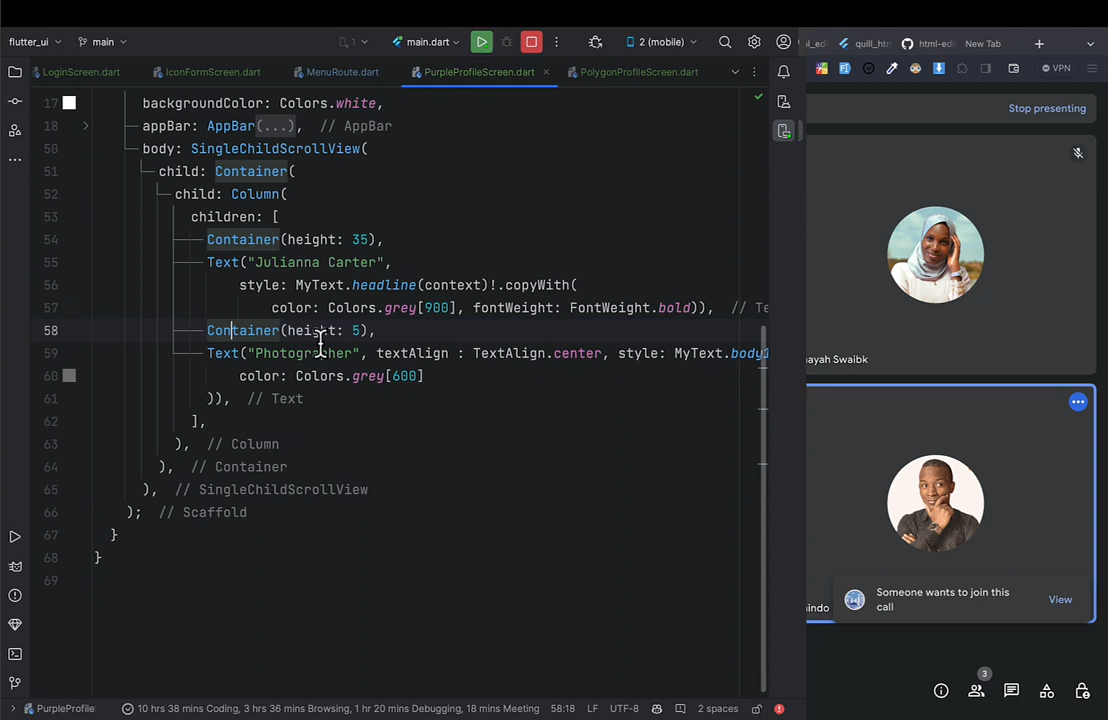 flutter_ui
main
1
main.dart
2 (mobile)
l_edi
quill_htm
html-edi
New Tab
LoginScreen.dart
IconFormScreen.dart
MenuRoute.dart
PurpleProfileScreen.dart
PolygonProfileScreen.dart
VPN
17 backgroundColor: Colors.white,
18 appBar: AppBar(...), // AppBar
50 body: SingleChildScrollView(
51 child: Container(
52 child: Column(
53 children: [
54 Container(height: 35),
55 Text("Julianna Carter",
56 style: MyText.headline(context)!.copyWith(
57 color: Colors.grey[900], fontWeight: FontWeight.bold)), // Te
58 Container(height: 5),
59 Text("Photographer", textAlign : TextAlign.center, style: MyText.body1
60 color: Colors.grey[600]
61 )), // Text
62 ],
63 ), // Column
64 ), // Container
65 ), // SingleChildScrollView
66 ); // Scaffold
67 }
68 }
69
Stop presenting
ayah Swaibk
Someone wants to join this
call
View
indo
3
PurpleProfile
10 hrs 38 mins Coding, 3 hrs 36 mins Browsing, 1 hr 20 mins Debugging, 18 mins Meeting
58:18
LF
UTF-8
2 spaces